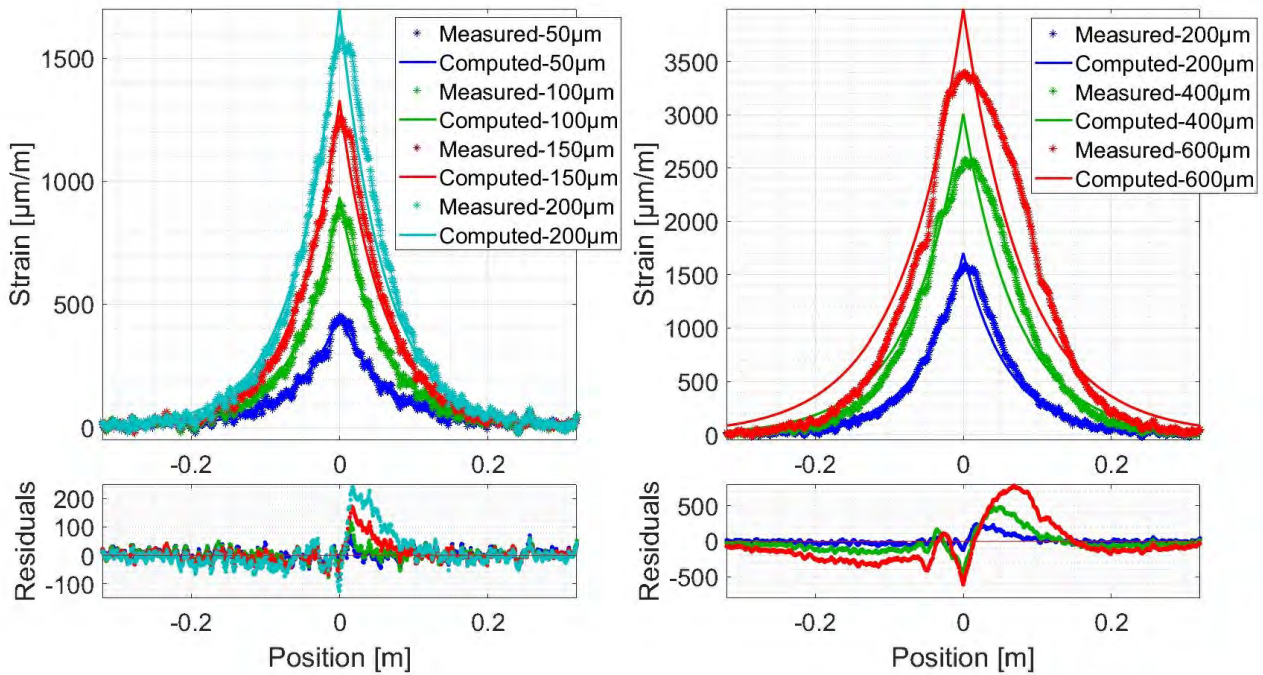 Strain [µm/m]
1500
1000
500
0
-0.2
0
0.2
Measured-50µm
Computed-50µm
Measured-100µm
Computed-100µm
Measured-150µm
Computed-150µm
Measured-200µm
Computed-200µm
Residuals
200
100
0
-100
-0.2
0
0.2
Position [m]
Strain [µm/m]
3500
3000
2500
2000
1500
1000
500
0
-0.2
0
0.2
Measured-200µm
Computed-200µm
Measured-400µm
Computed-400µm
Measured-600µm
Computed-600µm
Residuals
500
0
-500
-0.2
0
0.2
Position [m]